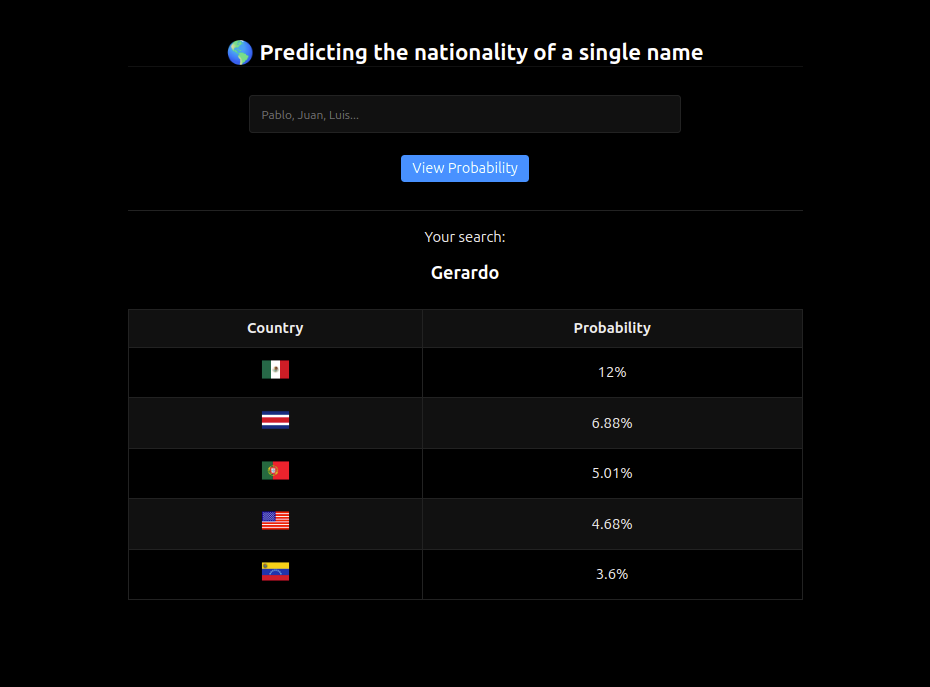 Predicting the nationality of a single name
Pablo, Juan, Luis...
View Probability
Your search:
Gerardo
Country Probability
12%
6.88%
5.01%
4.68%
3.6%